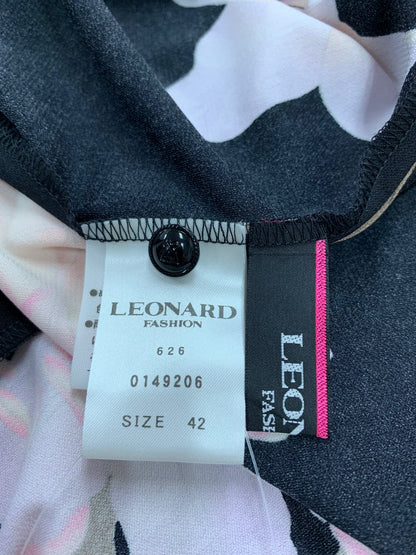 LEONARD
FASHION
626
0149206
SIZE 42
LEON
FAS